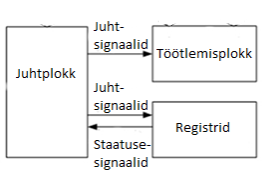 Juht-
signaalid
Töötlemisplokk
Juhtplokk
Juht-
signaalid
Registrid
Staatuse-
signaalid